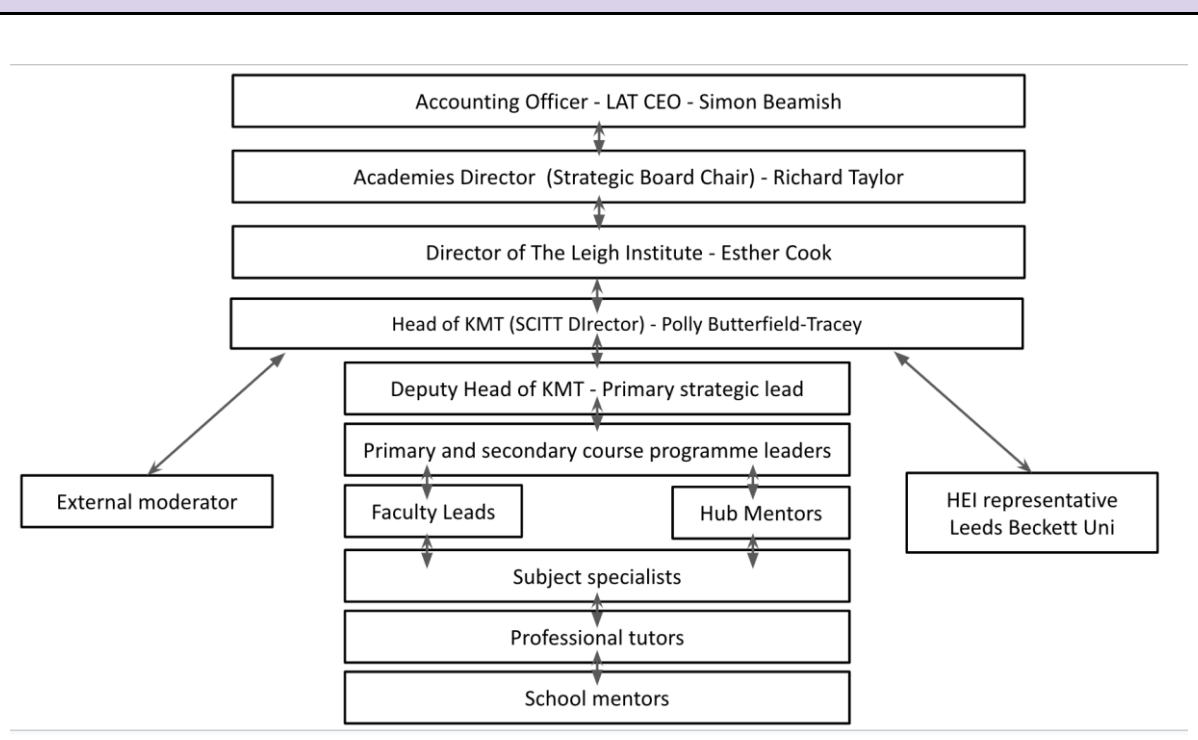 Accounting Officer - LAT CEO - Simon Beamish
Academies Director (Strategic Board Chair) - Richard Taylor
Director of The Leigh Institute - Esther Cook
Head of KMT (SCITT DIrector) - Polly Butterfield-Tracey
Deputy Head of KMT - Primary strategic lead
Primary and secondary course programme leaders
External moderator
Faculty Leads
Hub Mentors
HEI representative
Leeds Beckett Uni
Subject specialists
Professional tutors
School mentors